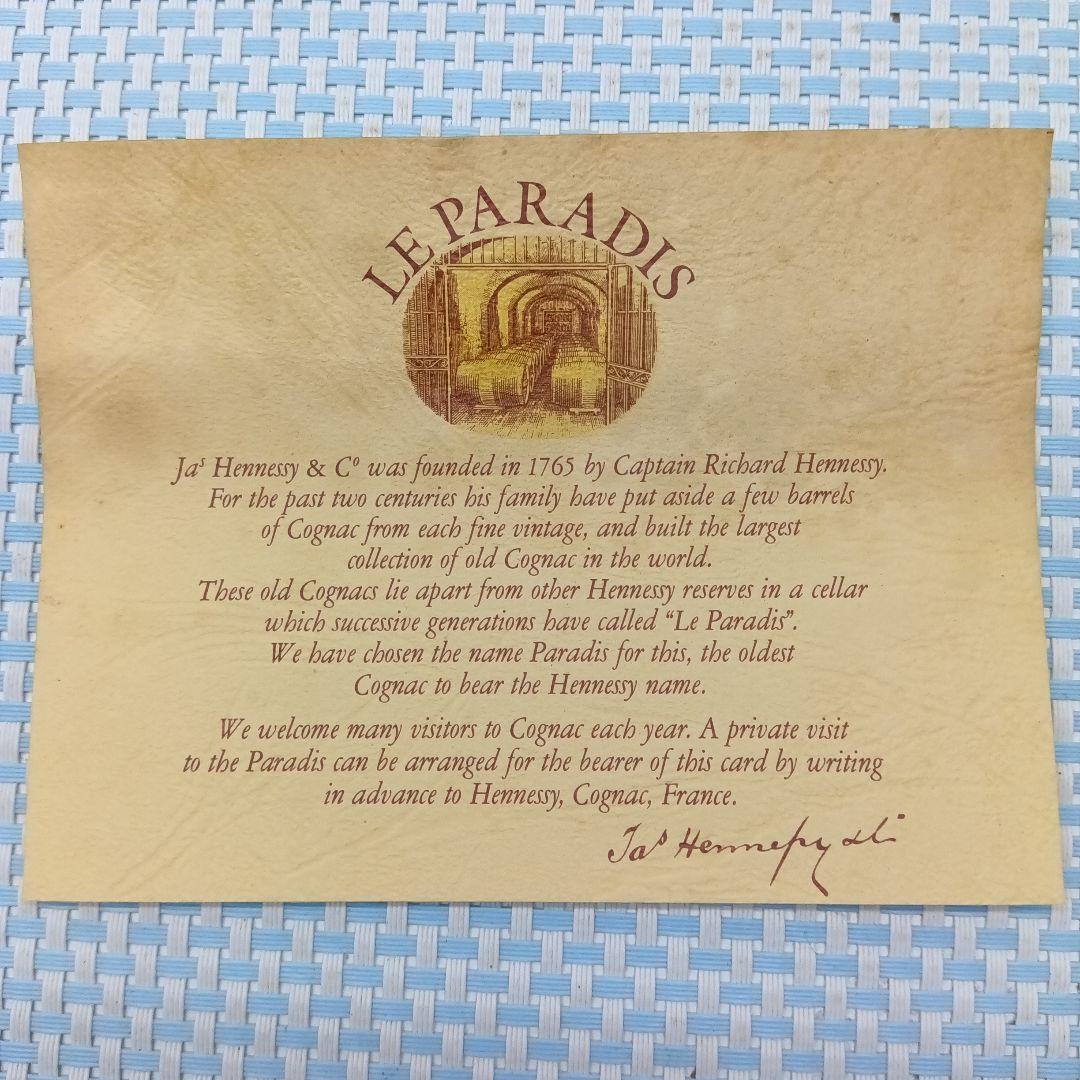 LE PARADIS
Jaˢ Hennessy & Cº was founded in 1765 by Captain Richard Hennessy.
For the past two centuries his family have put aside a few barrels
of Cognac from each fine vintage, and built the largest
collection of old Cognac in the world.
These old Cognacs lie apart from other Hennessy reserves in a cellar
which successive generations have called “Le Paradis”.
We have chosen the name Paradis for this, the oldest
Cognac to bear the Hennessy name.
We welcome many visitors to Cognac each year. A private visit
to the Paradis can be arranged for the bearer of this card by writing
in advance to Hennessy, Cognac, France.
Jaˢ Hennessy